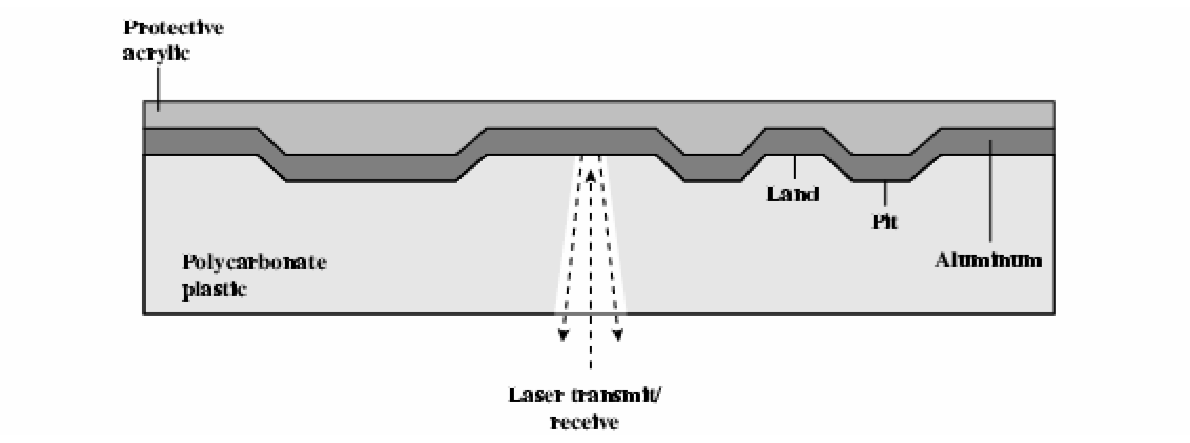 Protective
acrylic
Land
Pit
Polycarbonate
plastic
Aluminum
Laser transmit/
receive